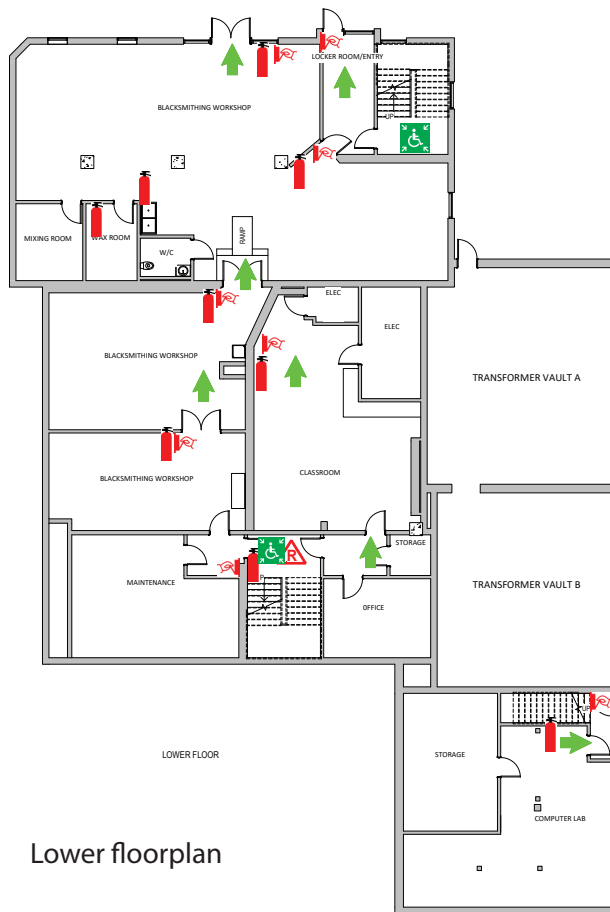 LOCKER ROOM/ENTRY
BLACKSMITHING WORKSHOP
UP
MIXING ROOM
WAX ROOM
W/C
RAMP
ELEC
ELEC
BLACKSMITHING WORKSHOP
TRANSFORMER VAULT A
CLASSROOM
BLACKSMITHING WORKSHOP
STORAGE
R
MAINTENANCE
P
OFFICE
TRANSFORMER VAULT B
UP
LOWER FLOOR
STORAGE
COMPUTER LAB
Lower floorplan